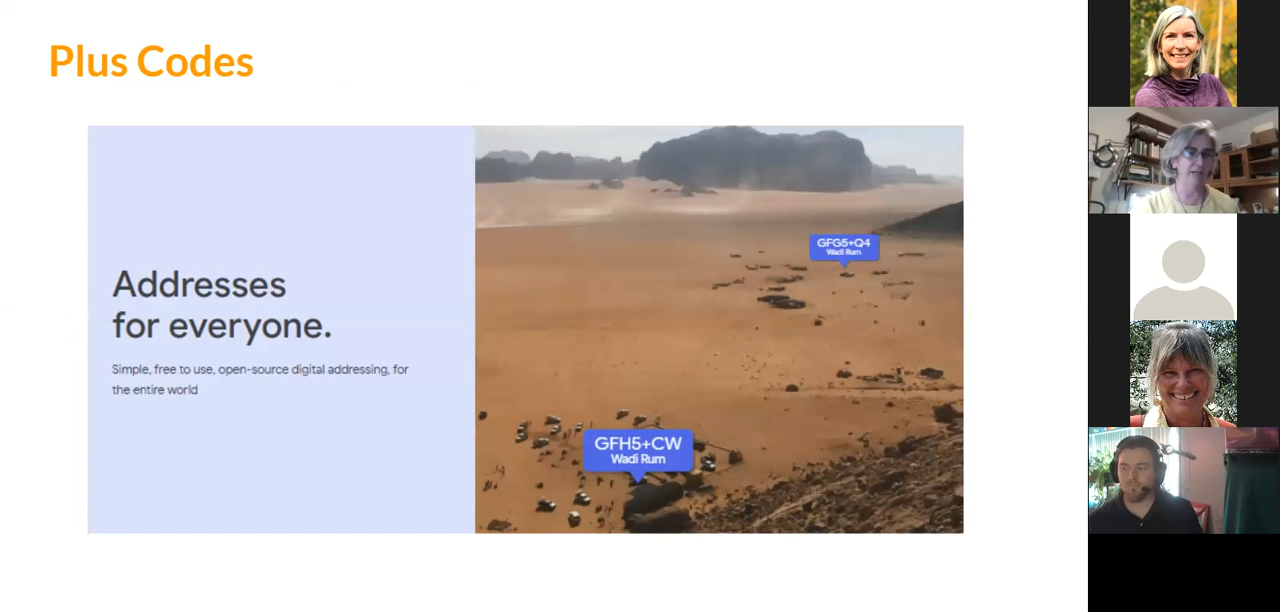 Plus Codes
Addresses
for everyone.
Simple, free to use, open-source digital addressing, for
the entire world
GFG5+Q4
Wadi Rum
GFH5+CW
Wadi Rum